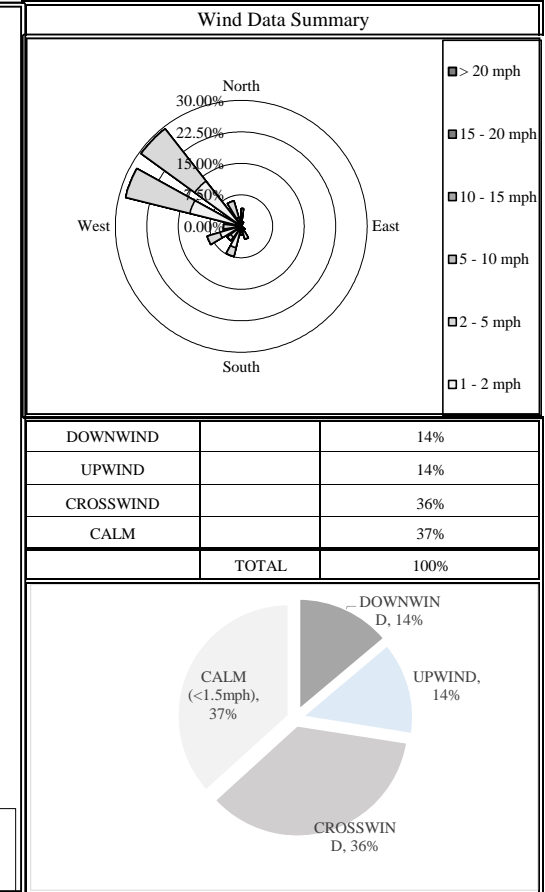 Wind Data Summary
North
30.00%
22.50%
15.00%
7.50%
0.00%
West
East
South
> 20 mph
15 - 20 mph
10 - 15 mph
5 - 10 mph
2 - 5 mph
1 - 2 mph
DOWNWIND 14%
UPWIND 14%
CROSSWIND 36%
CALM 37%
TOTAL 100%
DOWNWIN
D, 14%
UPWIND,
14%
CALM
(<1.5mph),
37%
CROSSWIN
D, 36%